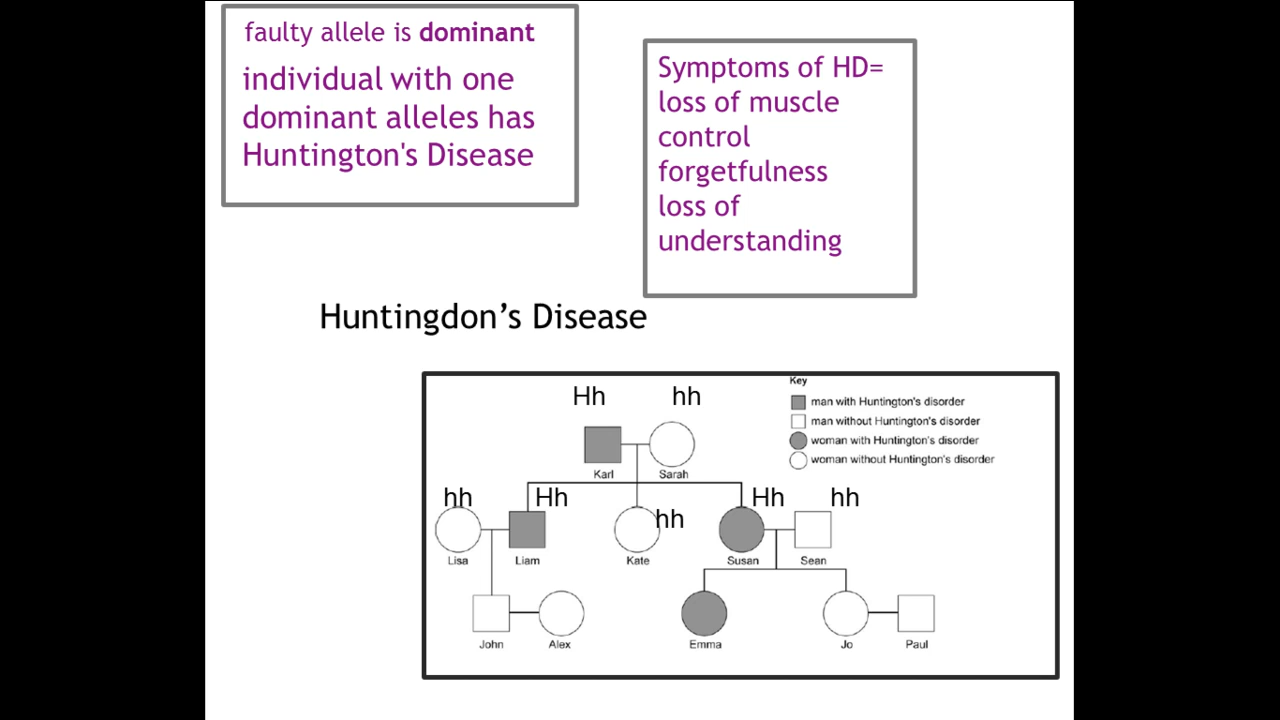 faulty allele is dominant
individual with one
dominant alleles has
Huntington's Disease
Symptoms of HD=
loss of muscle
control
forgetfulness
loss of
understanding
Huntingdon’s Disease
Key
man with Huntington's disorder
man without Huntington's disorder
woman with Huntington's disorder
woman without Huntington's disorder
Hh hh
Karl Sarah
hh Hh hh Hh hh
Lisa Liam Kate Susan Sean
John Alex Emma Jo Paul